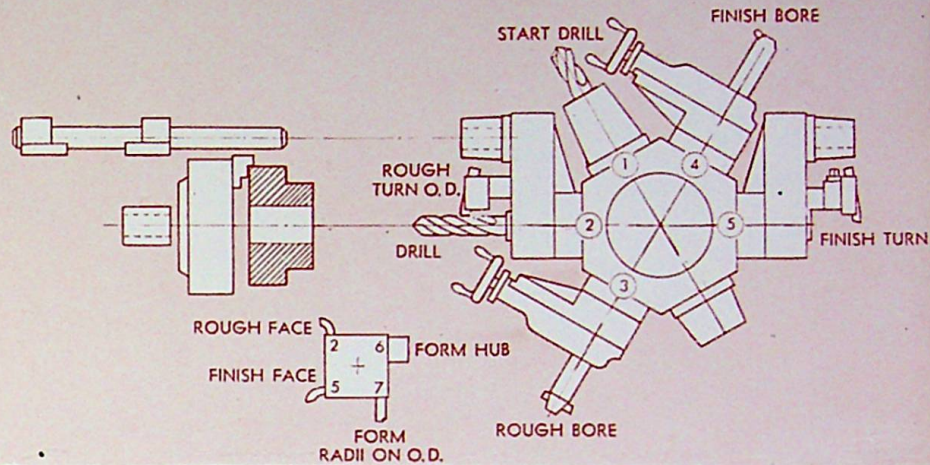 FINISH BORE
START DRILL
1
4
ROUGH
TURN O.D.
2
5
DRILL
FINISH TURN
3
ROUGH FACE
2 6
FORM HUB
FINISH FACE
5 7
FORM
RADII ON O.D.
ROUGH BORE